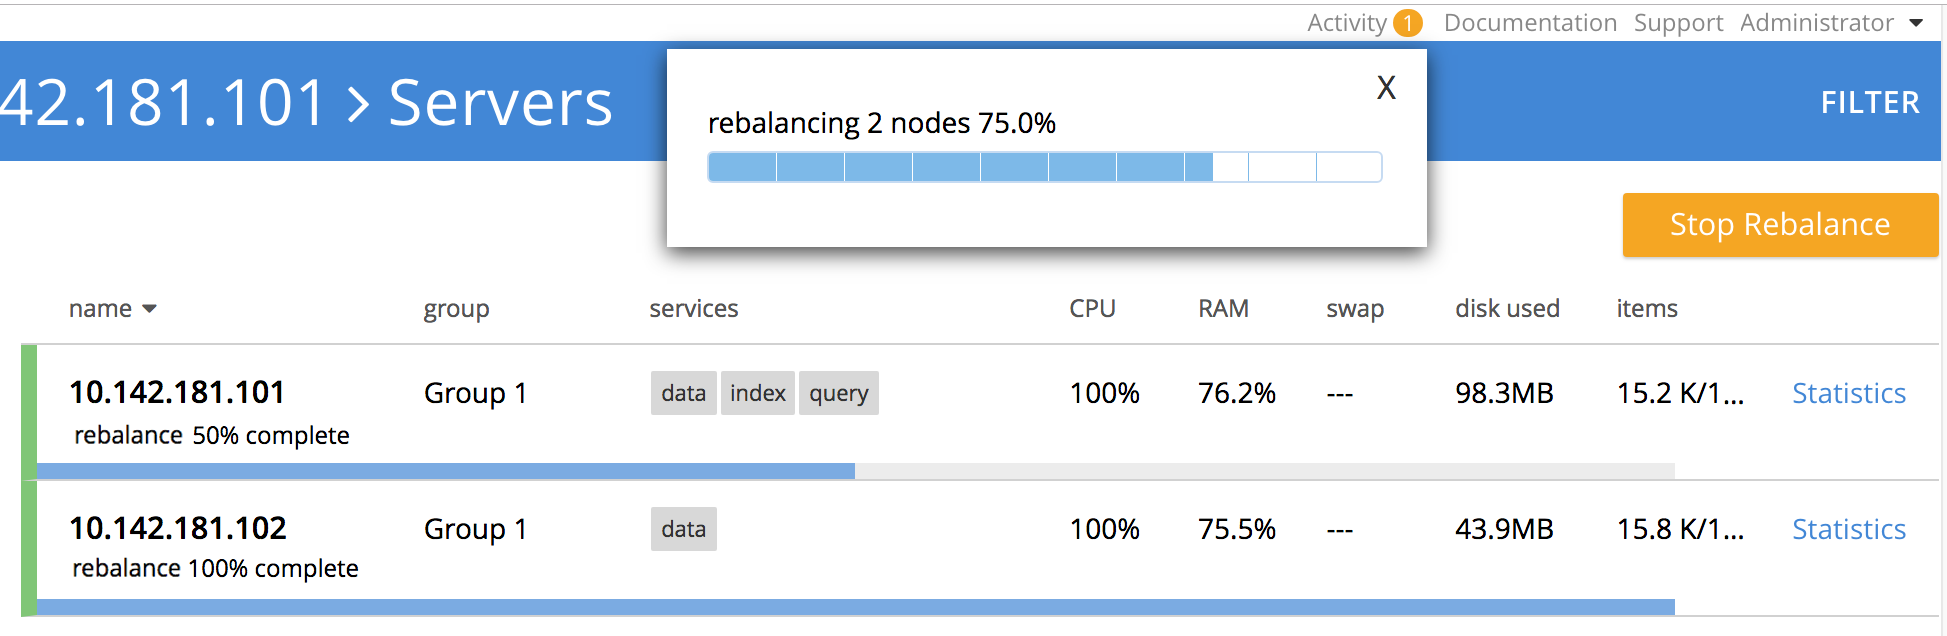 Activity 1 Documentation Support Administrator
42.181.101 > Servers
FILTER
X
rebalancing 2 nodes 75.0%
Stop Rebalance
name group services CPU RAM swap disk used items
10.142.181.101 Group 1 data index query 100% 76.2% --- 98.3MB 15.2 K/1... Statistics
rebalance 50% complete
10.142.181.102 Group 1 data 100% 75.5% --- 43.9MB 15.8 K/1... Statistics
rebalance 100% complete